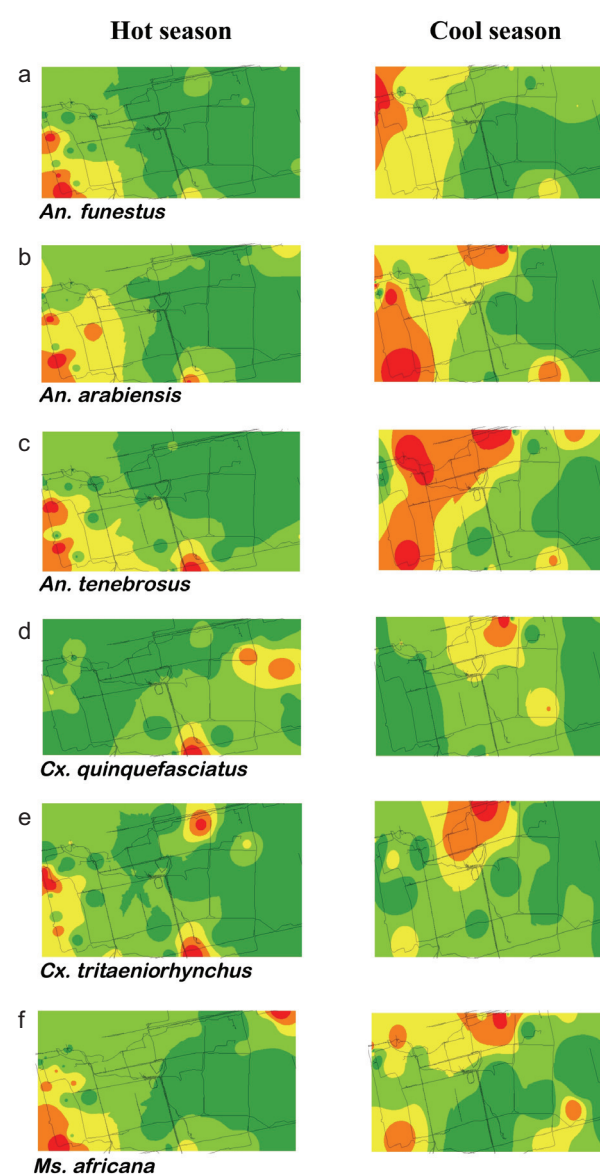 Hot season Cool season
a
An. funestus
b
An. arabiensis
c
An. tenebrosus
d
Cx. quinquefasciatus
e
Cx. tritaeniorhynchus
f
Ms. africana